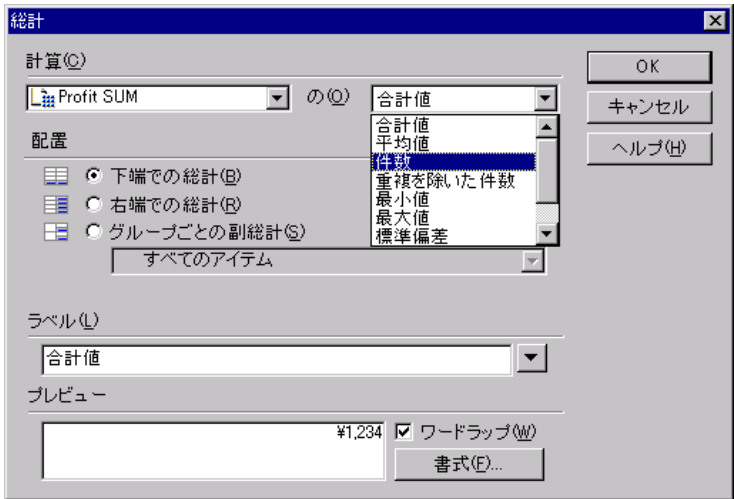 総計
計算(C)
OK
Profit SUM の(O) 合計値
キャンセル
合計値
平均値
件数
重複を除いた件数
最小値
最大値
標準偏差
ヘルプ(H)
配置
下端での総計(B)
右端での総計(R)
グループごとの副総計(S)
すべてのアイテム
ラベル(L)
合計値
プレビュー
¥1,234
ワードラップ(W)
書式(F)...